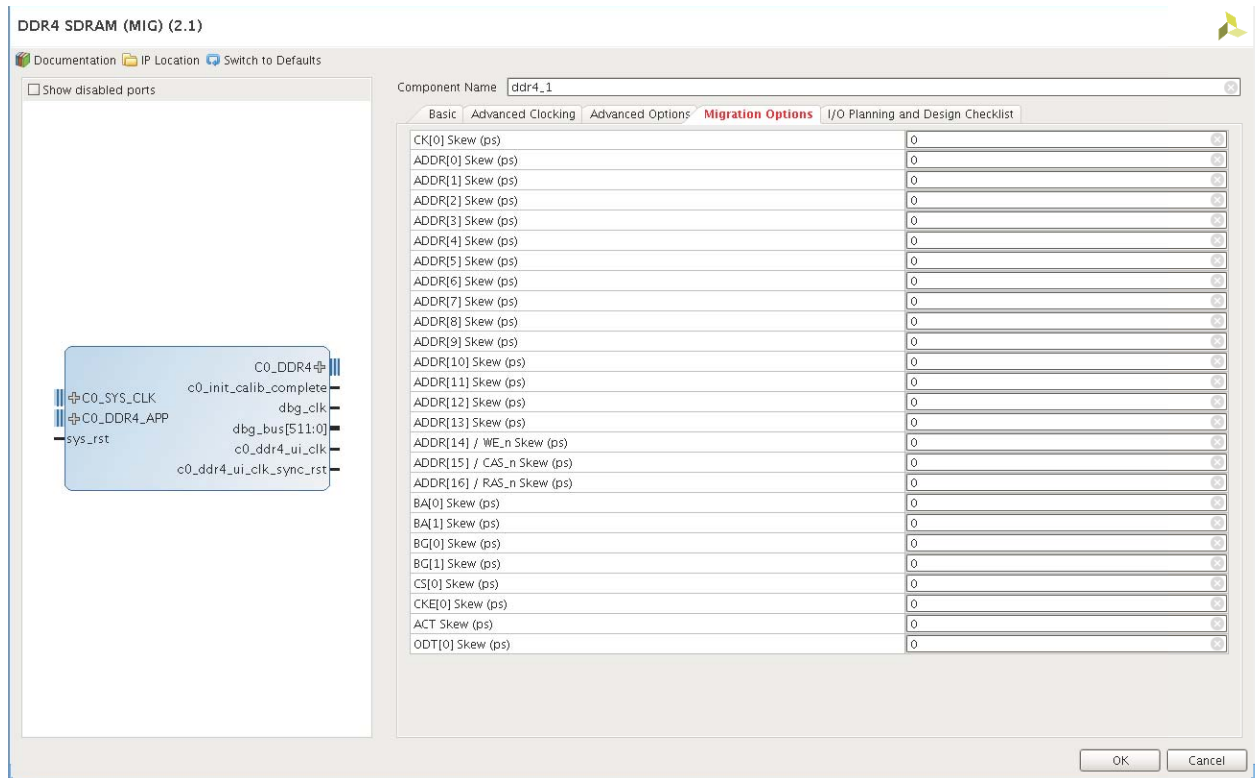 DDR4 SDRAM (MIG) (2.1)
Documentation IP Location Switch to Defaults
Show disabled ports
C0_SYS_CLK
C0_DDR4_APP
sys_rst
C0_DDR4
c0_init_calib_complete
dbg_clk
dbg_bus[511:0]
c0_ddr4_ui_clk
c0_ddr4_ui_clk_sync_rst
Component Name ddr4_1
Basic Advanced Clocking Advanced Options Migration Options I/O Planning and Design Checklist
CK[0] Skew (ps) 0
ADDR[0] Skew (ps) 0
ADDR[1] Skew (ps) 0
ADDR[2] Skew (ps) 0
ADDR[3] Skew (ps) 0
ADDR[4] Skew (ps) 0
ADDR[5] Skew (ps) 0
ADDR[6] Skew (ps) 0
ADDR[7] Skew (ps) 0
ADDR[8] Skew (ps) 0
ADDR[9] Skew (ps) 0
ADDR[10] Skew (ps) 0
ADDR[11] Skew (ps) 0
ADDR[12] Skew (ps) 0
ADDR[13] Skew (ps) 0
ADDR[14] / WE_n Skew (ps) 0
ADDR[15] / CAS_n Skew (ps) 0
ADDR[16] / RAS_n Skew (ps) 0
BA[0] Skew (ps) 0
BA[1] Skew (ps) 0
BG[0] Skew (ps) 0
BG[1] Skew (ps) 0
CS[0] Skew (ps) 0
CKE[0] Skew (ps) 0
ACT Skew (ps) 0
ODT[0] Skew (ps) 0
OK Cancel